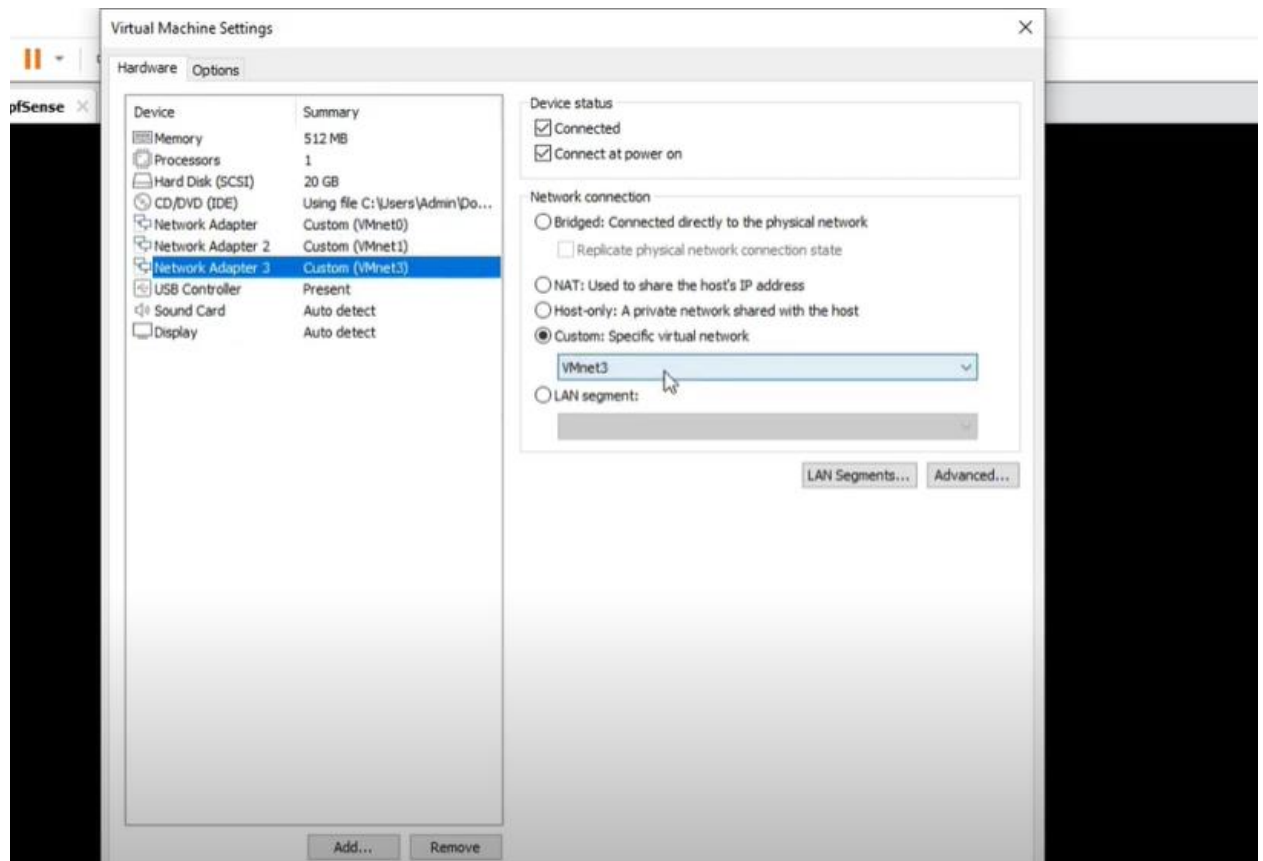 Virtual Machine Settings
Hardware Options
pfSense
Device Summary
Memory 512 MB
Processors 1
Hard Disk (SCSI) 20 GB
CD/DVD (IDE) Using file C:\Users\Admin\Do...
Network Adapter Custom (VMnet0)
Network Adapter 2 Custom (VMnet1)
Network Adapter 3 Custom (VMnet3)
USB Controller Present
Sound Card Auto detect
Display Auto detect
Add... Remove
Device status
Connected
Connect at power on
Network connection
Bridged: Connected directly to the physical network
Replicate physical network connection state
NAT: Used to share the host's IP address
Host-only: A private network shared with the host
Custom: Specific virtual network
VMnet3
LAN segment:
LAN Segments... Advanced...